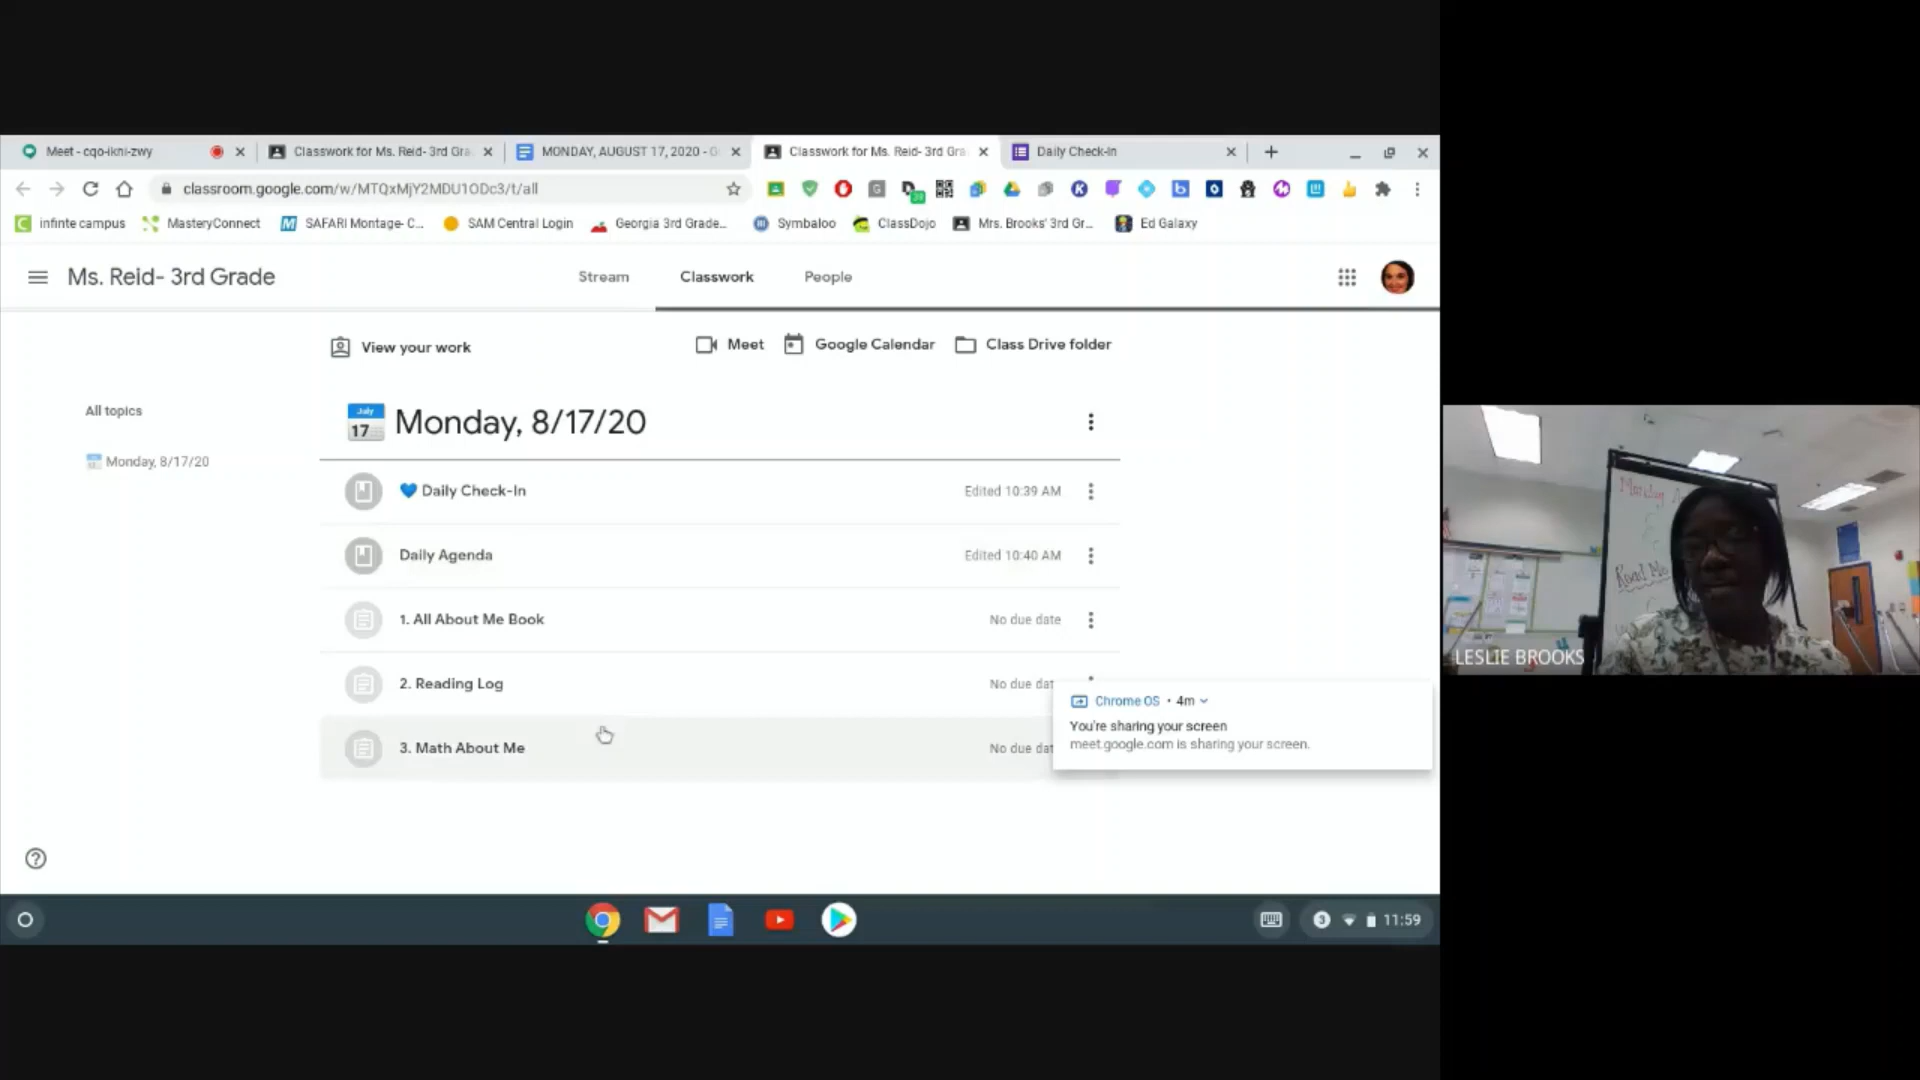 Meet - cqo-ikni-zwy
Classwork for Ms. Reid- 3rd Gra
MONDAY, AUGUST 17, 2020 - G
Classwork for Ms. Reid- 3rd Gra
Daily Check-In
classroom.google.com/w/MTQxMjY2MDU1ODc3/t/all
infinte campus
MasteryConnect
SAFARI Montage- C...
SAM Central Login
Georgia 3rd Grade...
Symbaloo
ClassDojo
Mrs. Brooks' 3rd Gr...
Ed Galaxy
Ms. Reid- 3rd Grade
Stream
Classwork
People
View your work
Meet
Google Calendar
Class Drive folder
All topics
Monday, 8/17/20
July
17
Monday, 8/17/20
Daily Check-In
Edited 10:39 AM
Daily Agenda
Edited 10:40 AM
1. All About Me Book
No due date
2. Reading Log
No due dat
3. Math About Me
No due dat
Chrome OS • 4m
You're sharing your screen
meet.google.com is sharing your screen.
3
11:59
Monday
Read Me
LESLIE BROOKS